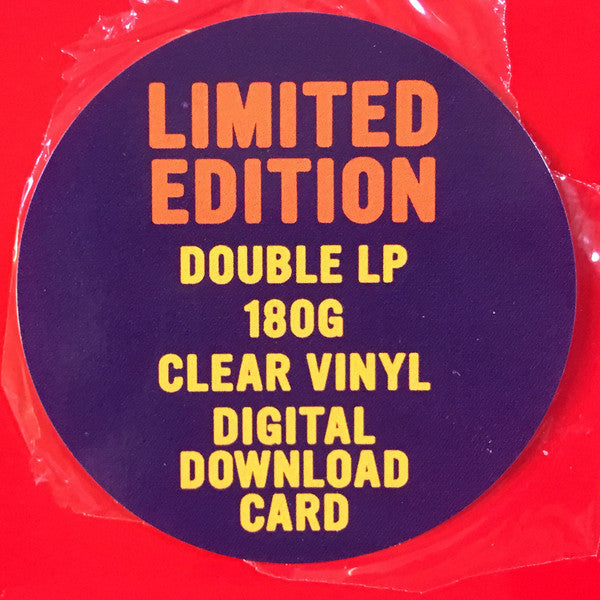 LIMITED
EDITION
DOUBLE LP
180G
CLEAR VINYL
DIGITAL
DOWNLOAD
CARD